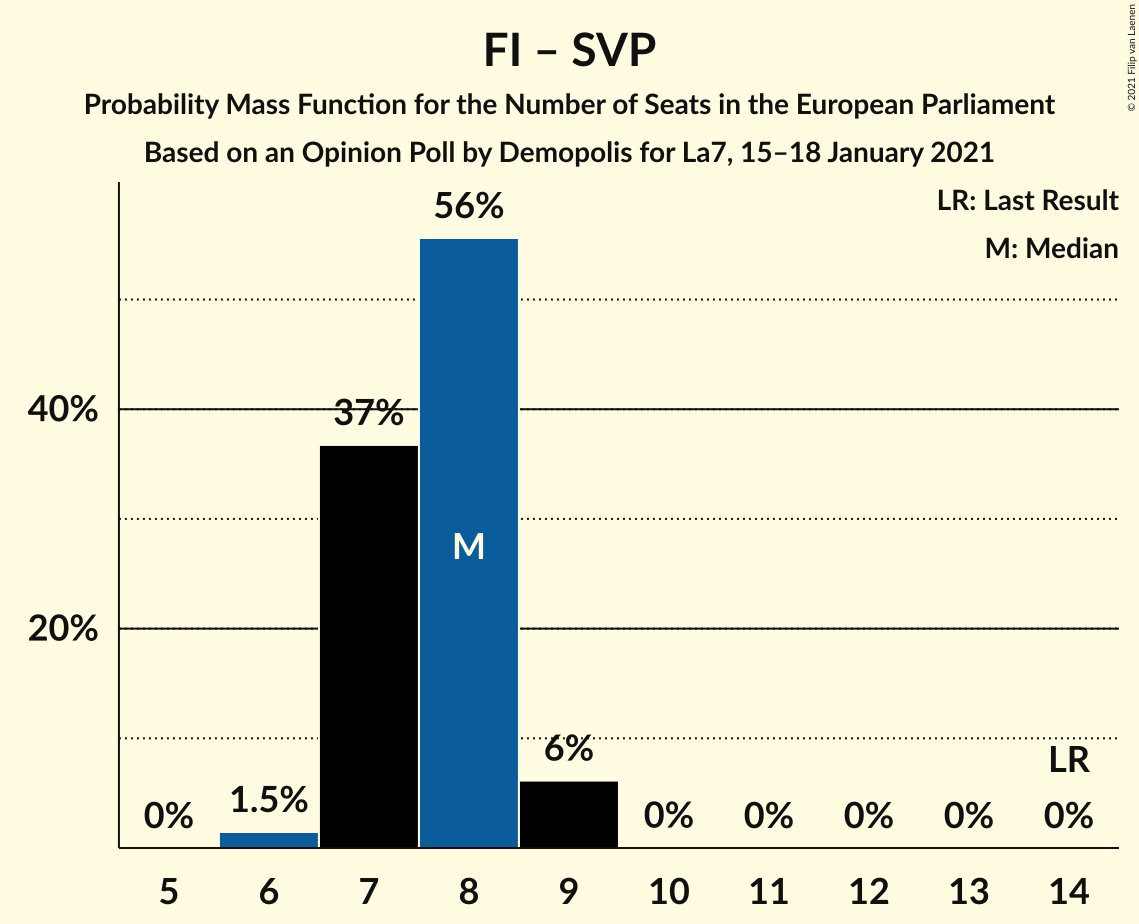 FI – SVP
Probability Mass Function for the Number of Seats in the European Parliament
Based on an Opinion Poll by Demopolis for La7, 15–18 January 2021
© 2021 Filip van Laenen
LR: Last Result
M: Median
56%
40%
37%
M
20%
6%
LR
1.5%
0%
0%
0%
0%
0%
0%
5 6 7 8 9 10 11 12 13 14